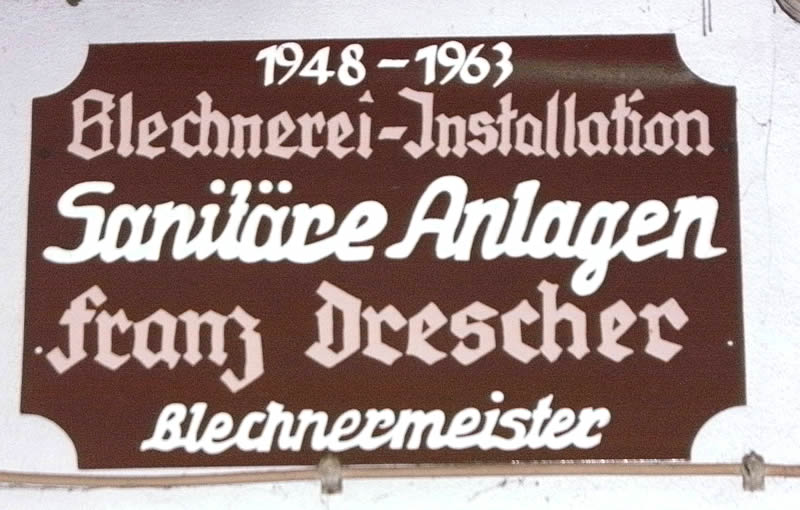 1948 - 1963
Blechnerei-Installation
Sanitäre Anlagen
Franz Drescher
Blechnermeister